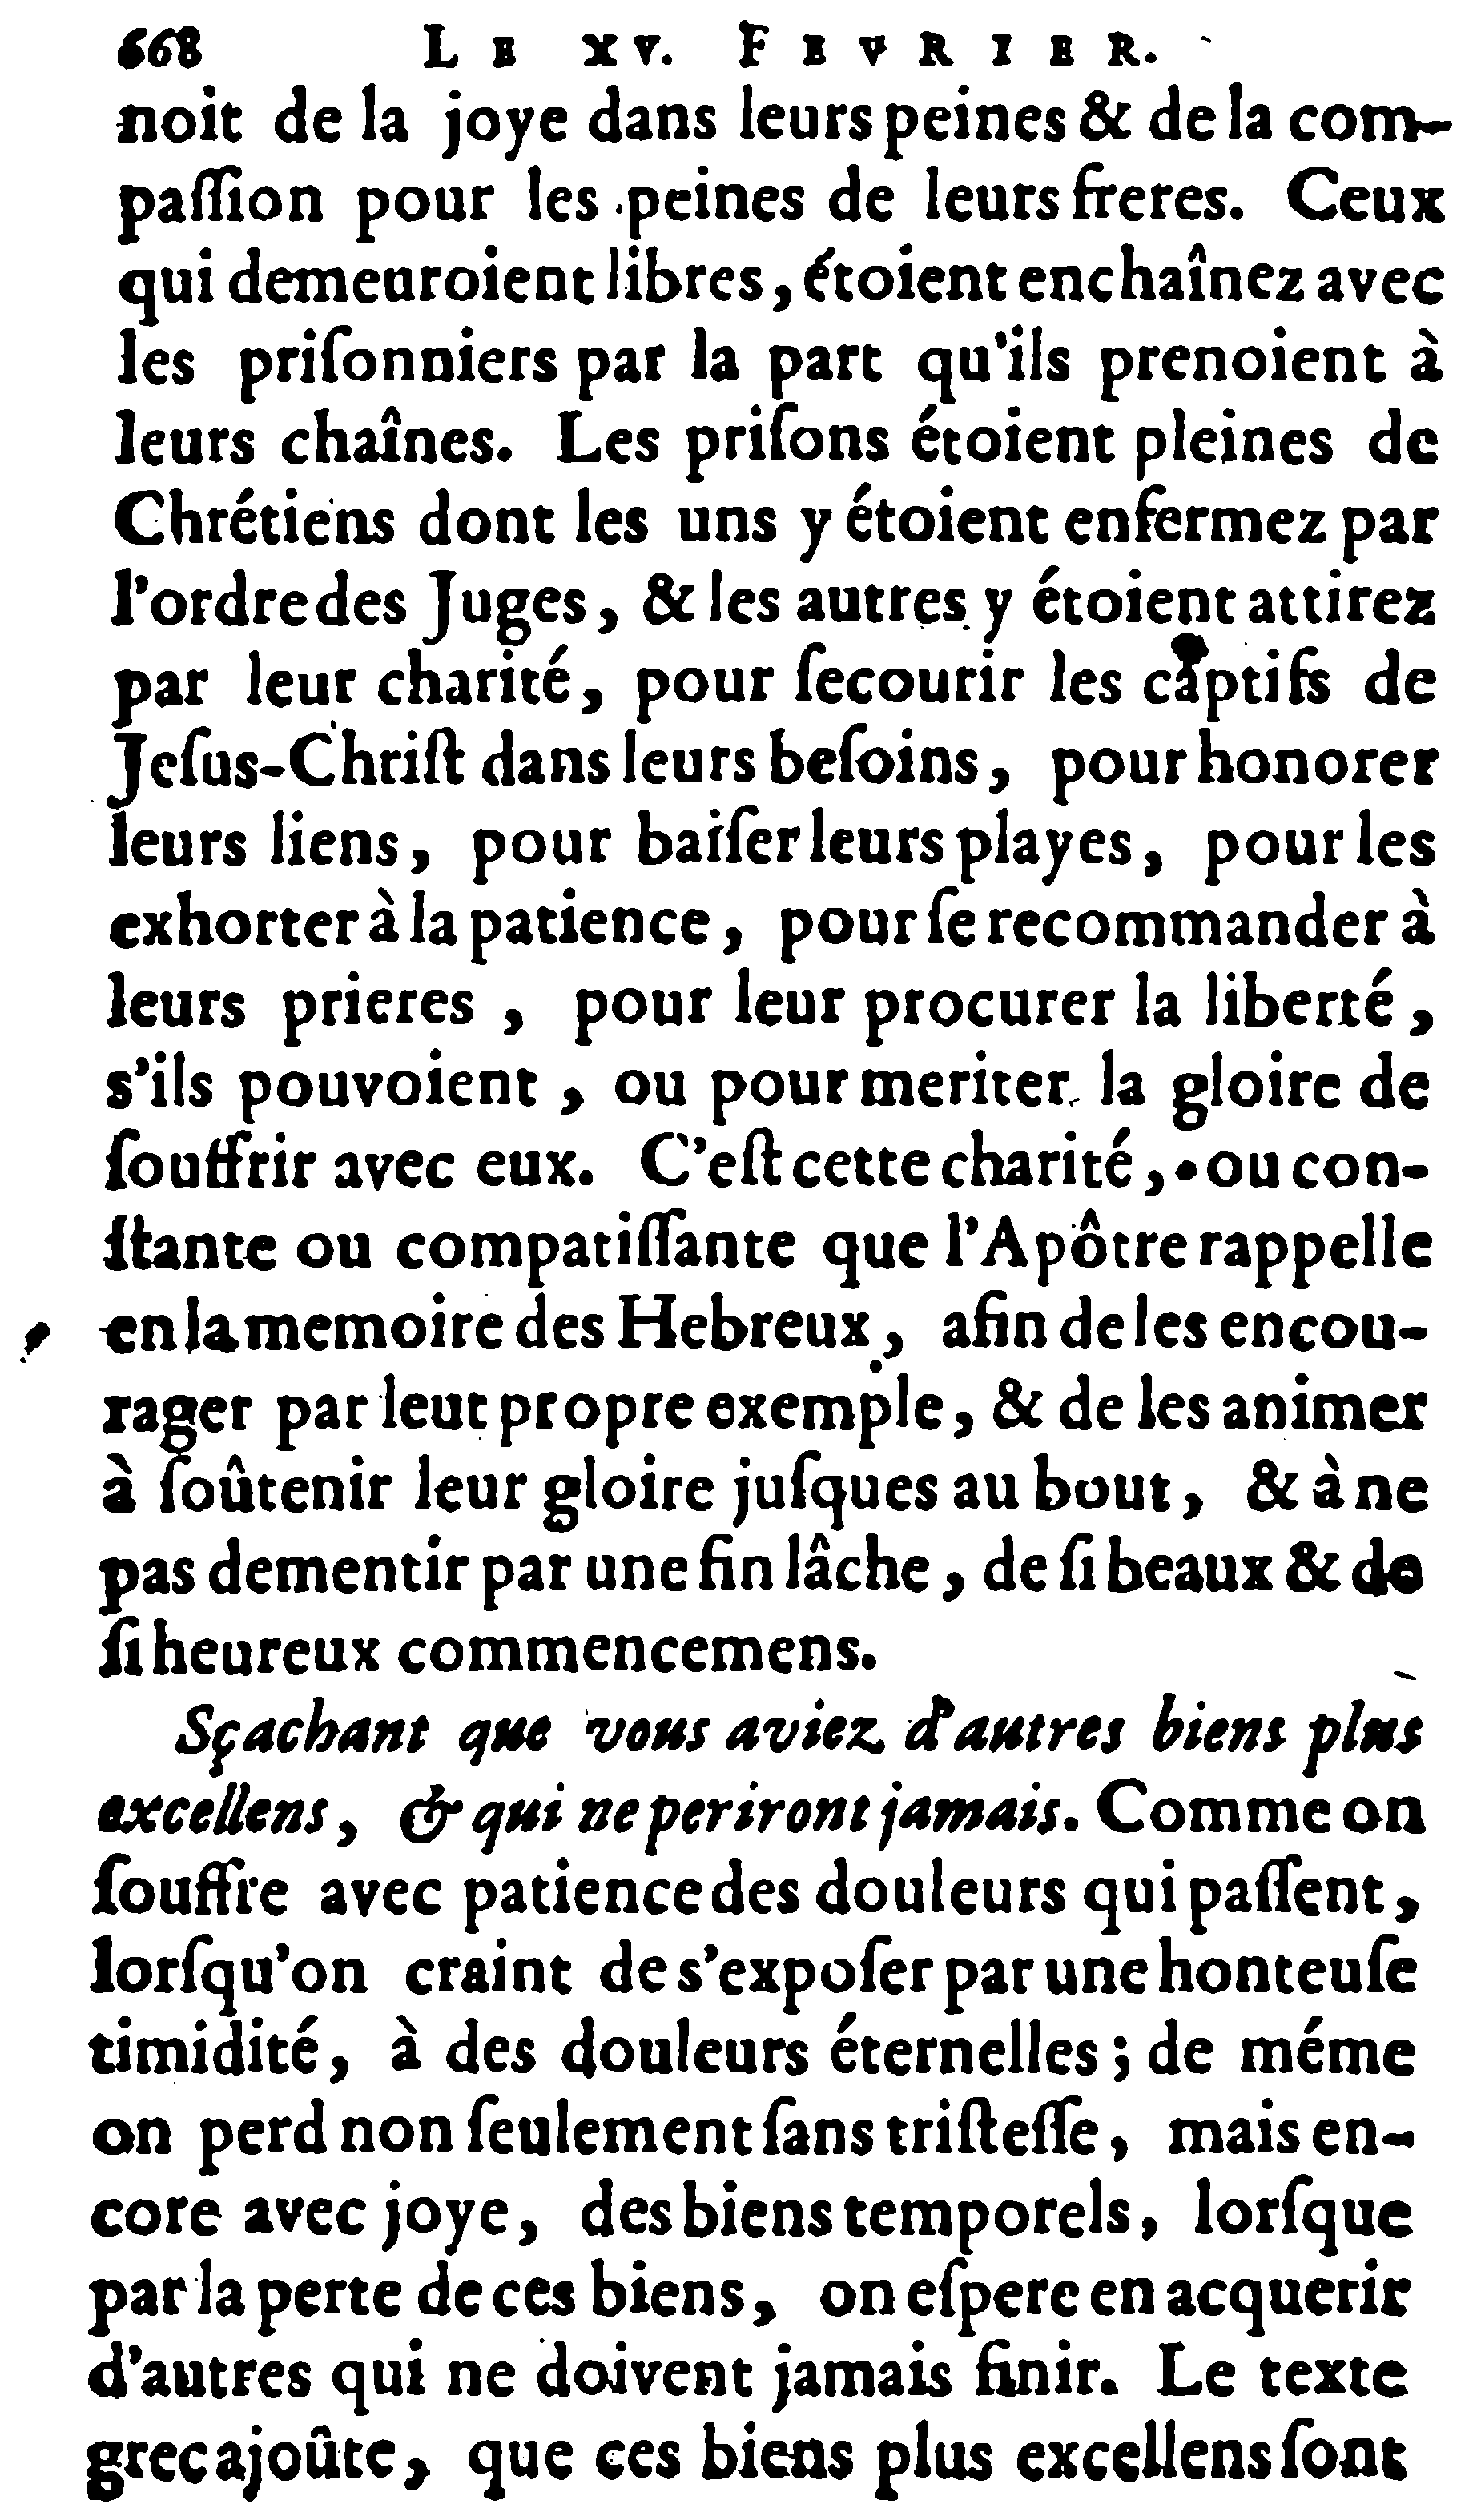 668 LE XV. FEVRIER.
noit de la joye dans leurs peines & de la com-
paſſion pour les peines de leurs freres. Ceux
qui demeuroient libres, étoient enchaînez avec
les priſonniers par la part qu'ils prenoient à
leurs chaînes. Les priſons étoient pleines de
Chrétiens dont les uns y étoient enfermez par
l'ordre des Juges, & les autres y étoient attirez
par leur charité, pour ſecourir les captifs de
Jeſus-Chriſt dans leurs beſoins, pour honorer
leurs liens, pour baiſer leurs playes, pour les
exhorter à la patience, pour ſe recommander à
leurs prieres, pour leur procurer la liberté,
s'ils pouvoient, ou pour meriter la gloire de
ſouffrir avec eux. C'eſt cette charité, ou con-
ſtante ou compatiſſante que l'Apôtre rappelle
en la memoire des Hebreux, afin de les encou-
rager par leur propre exemple, & de les animer
à ſoûtenir leur gloire juſques au bout, & à ne
pas dementir par une fin lâche, de ſi beaux & de
ſi heureux commencemens.
Sçachant que vous aviez d'autres biens plus
excellens, & qui ne periront jamais. Comme on
ſouffre avec patience des douleurs qui paſſent,
lorſqu'on craint de s'expoſer par une honteuſe
timidité, à des douleurs éternelles; de méme
on perd non ſeulement ſans triſteſſe, mais en-
core avec joye, des biens temporels, lorſque
par la perte de ces biens, on eſpere en acquerir
d'autres qui ne doivent jamais finir. Le texte
grec ajoûte, que ces biens plus excellens ſont